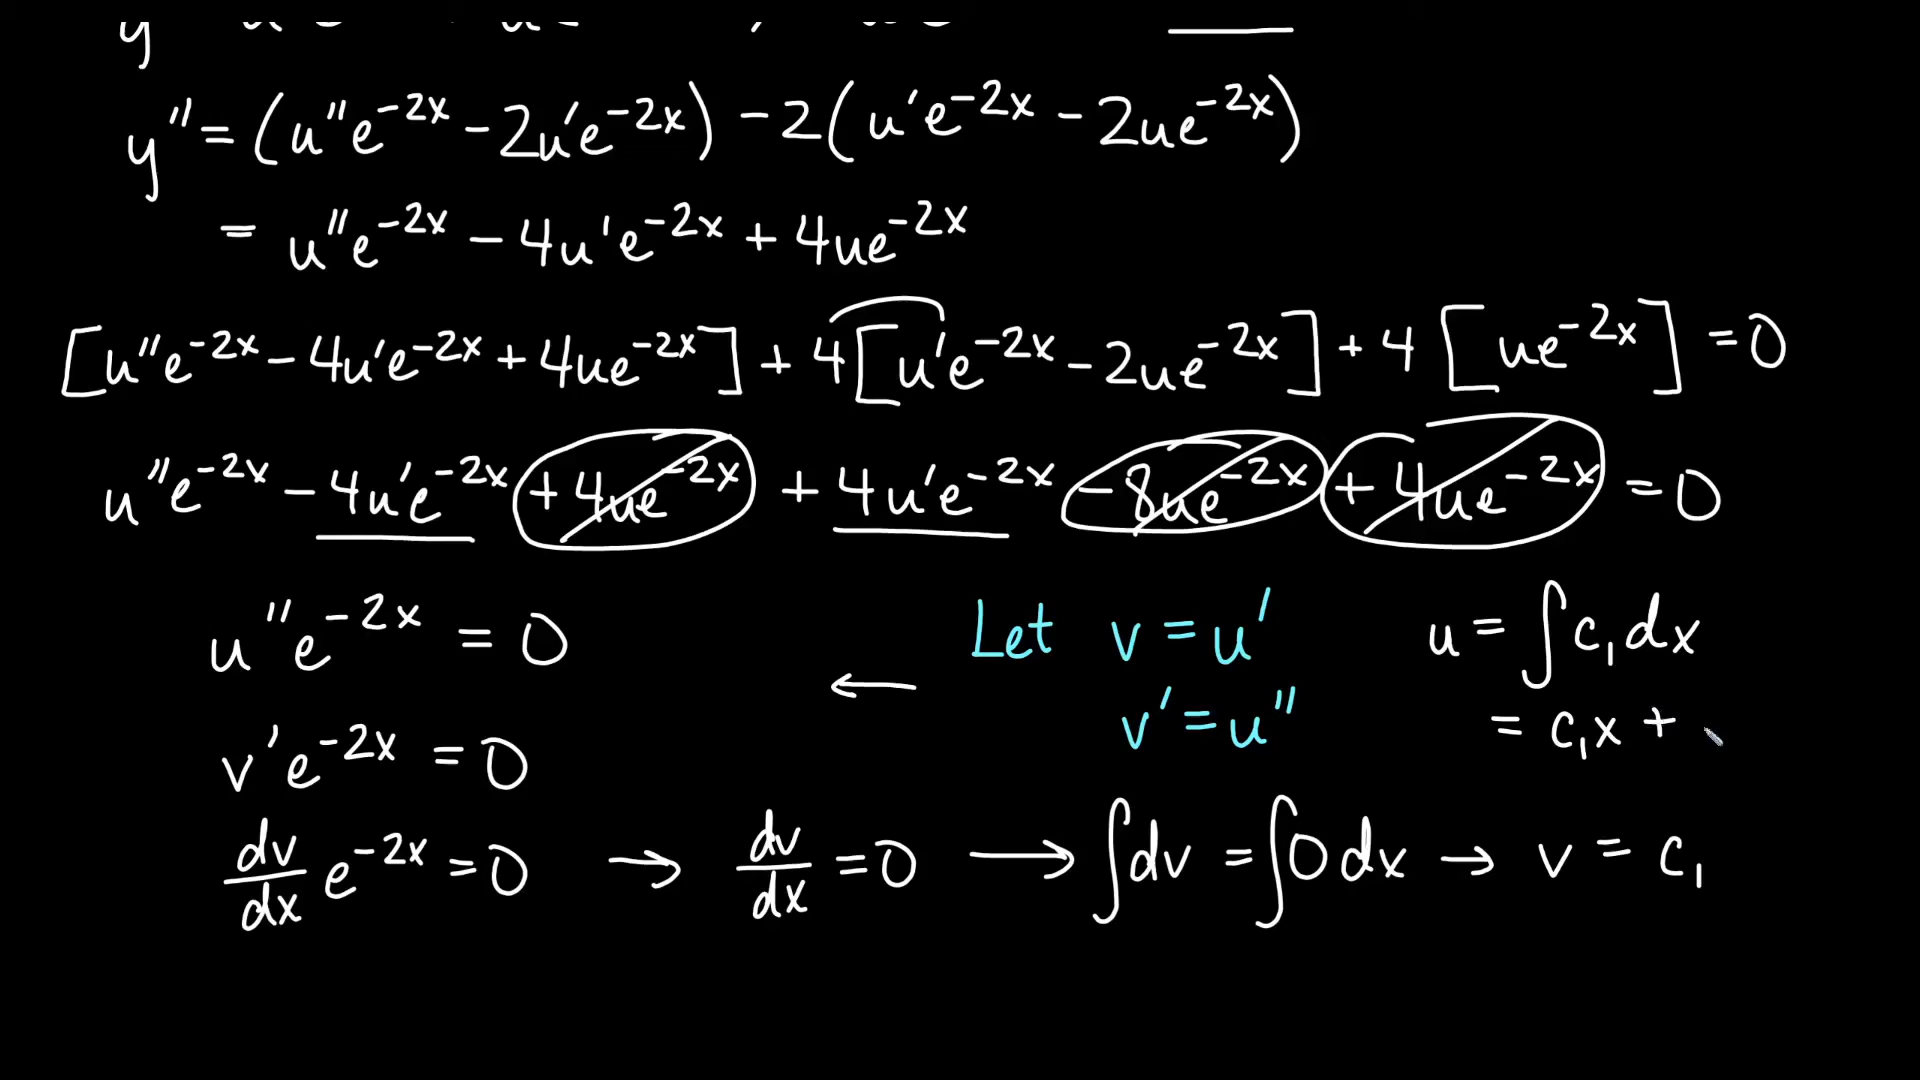 y'' = (u''e^{-2x} - 2u'e^{-2x}) - 2(u'e^{-2x} - 2ue^{-2x})
= u''e^{-2x} - 4u'e^{-2x} + 4ue^{-2x}
[u''e^{-2x} - 4u'e^{-2x} + 4ue^{-2x}] + 4[u'e^{-2x} - 2ue^{-2x}] + 4[ue^{-2x}] = 0
u''e^{-2x} - 4u'e^{-2x} + 4ue^{-2x} + 4u'e^{-2x} - 8ue^{-2x} + 4ue^{-2x} = 0
u''e^{-2x} = 0
Let v = u'
u = ∫c₁dx
← v' = u''
= c₁x +
v'e^{-2x} = 0
dv/dx e^{-2x} = 0 → dv/dx = 0 → ∫dv = ∫0dx → v = c₁